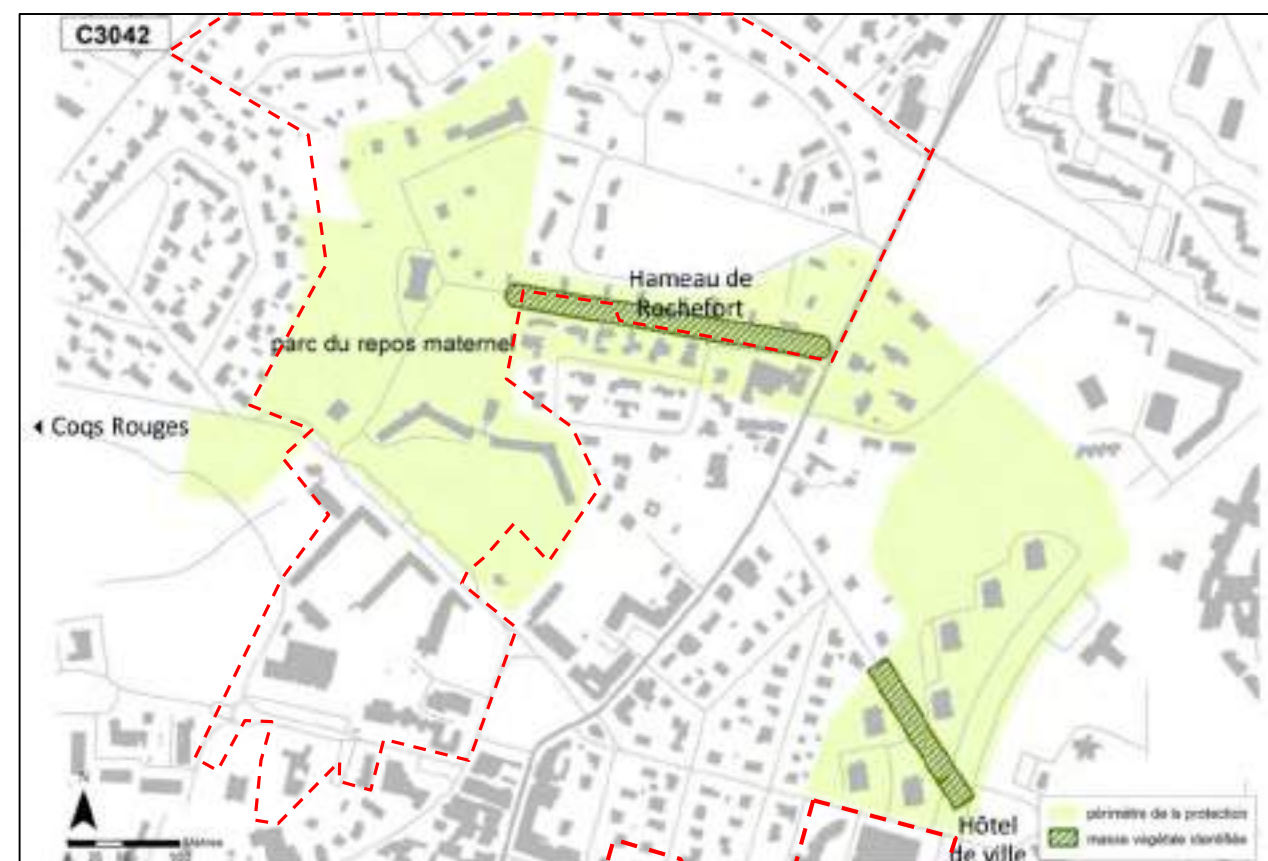 C3042
Hameau de
Rochefort
parc du repos maternel
Coqs Rouges
périmètre de la protection
masse végétale identifiée
Hôtel
de ville